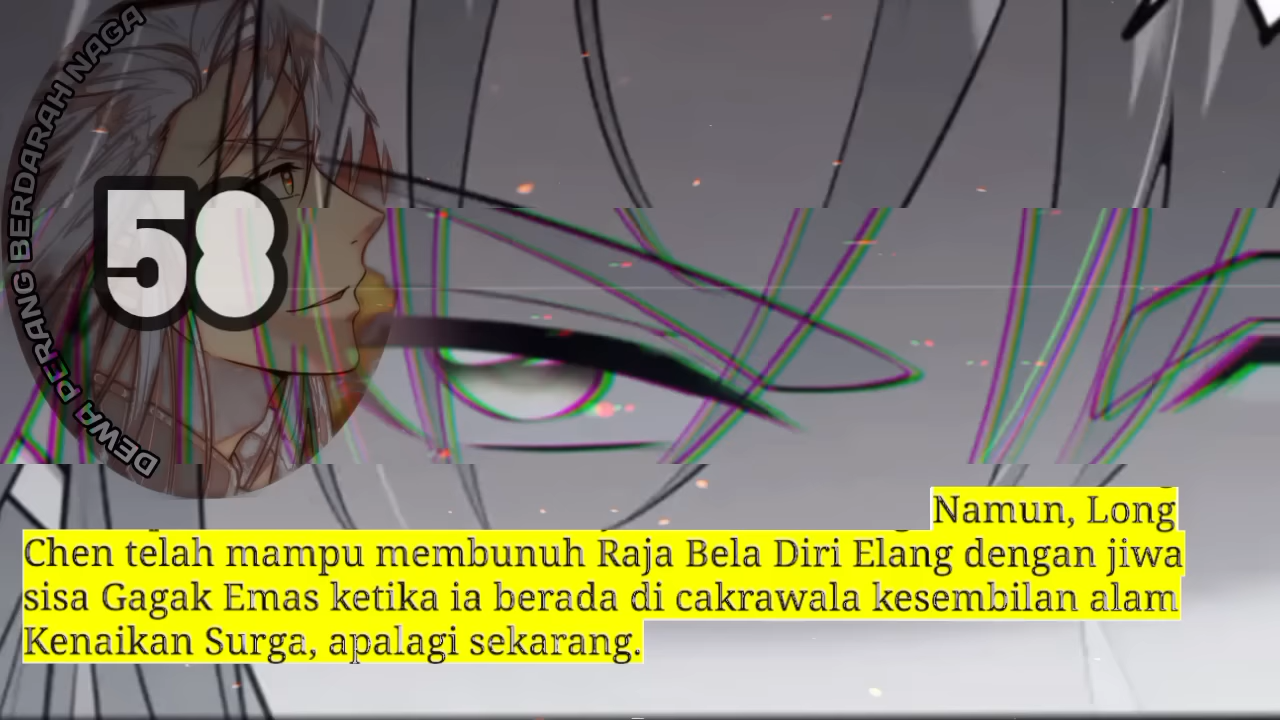 DEWA PERANG BERDARAH NAGA
58
Namun, Long
Chen telah mampu membunuh Raja Bela Diri Elang dengan jiwa
sisa Gagak Emas ketika ia berada di cakrawala kesembilan alam
Kenaikan Surga, apalagi sekarang.